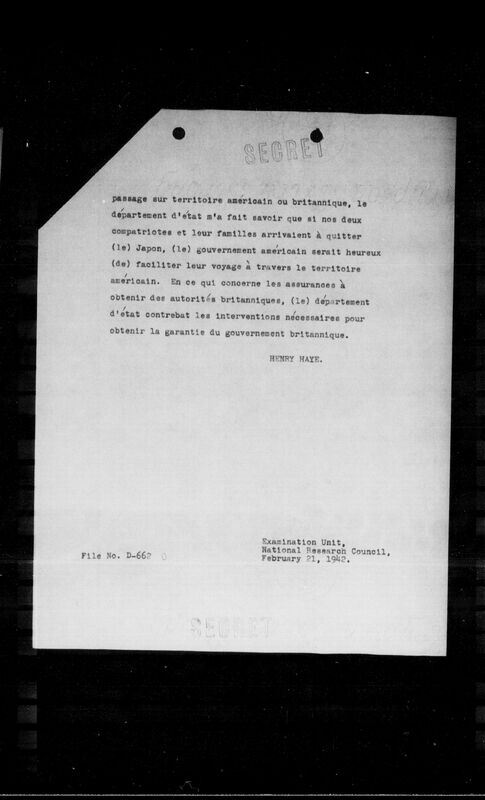 SECRET
passage sur territoire américain ou britannique, le
département d'état m'a fait savoir que si nos deux
compatriotes et leur familles arrivaient à quitter
(le) Japon, (le) gouvernement américain serait heureux
(de) faciliter leur voyage à travers le territoire
américain. En ce qui concerne les assurances à
obtenir des autorités britanniques, (le) département
d'état contrebat les interventions nécessaires pour
obtenir la garantie du gouvernement britannique.
HENRY HAYE.
Examination Unit,
National Research Council,
February 21, 1942.
File No. D-662
SECRET